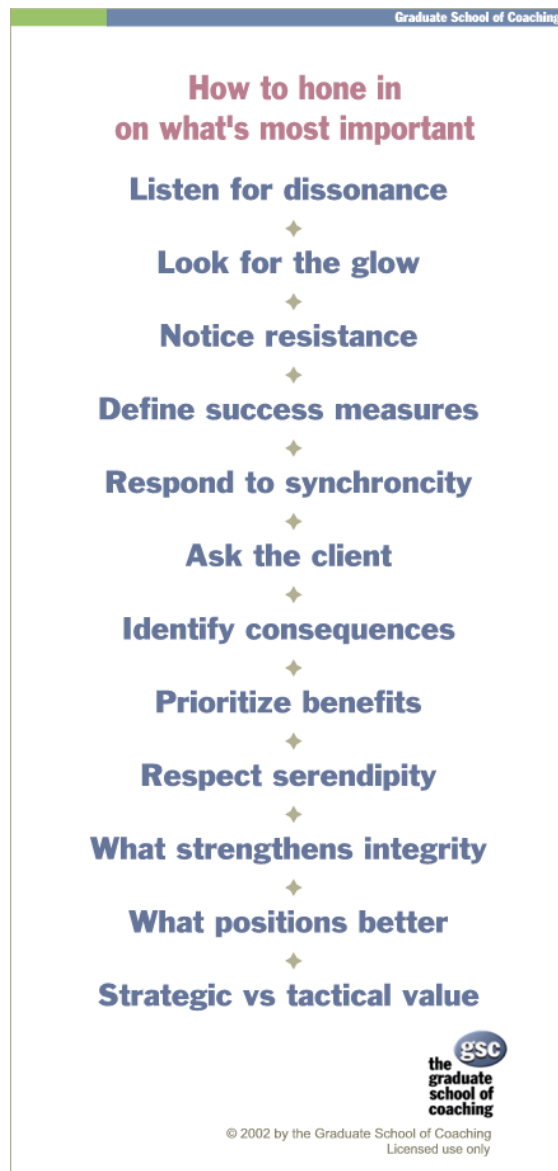 Graduate School of Coaching
How to hone in
on what's most important
Listen for dissonance
Look for the glow
Notice resistance
Define success measures
Respond to synchroncity
Ask the client
Identify consequences
Prioritize benefits
Respect serendipity
What strengthens integrity
What positions better
Strategic vs tactical value
gsc
the
graduate
school of
coaching
© 2002 by the Graduate School of Coaching
Licensed use only